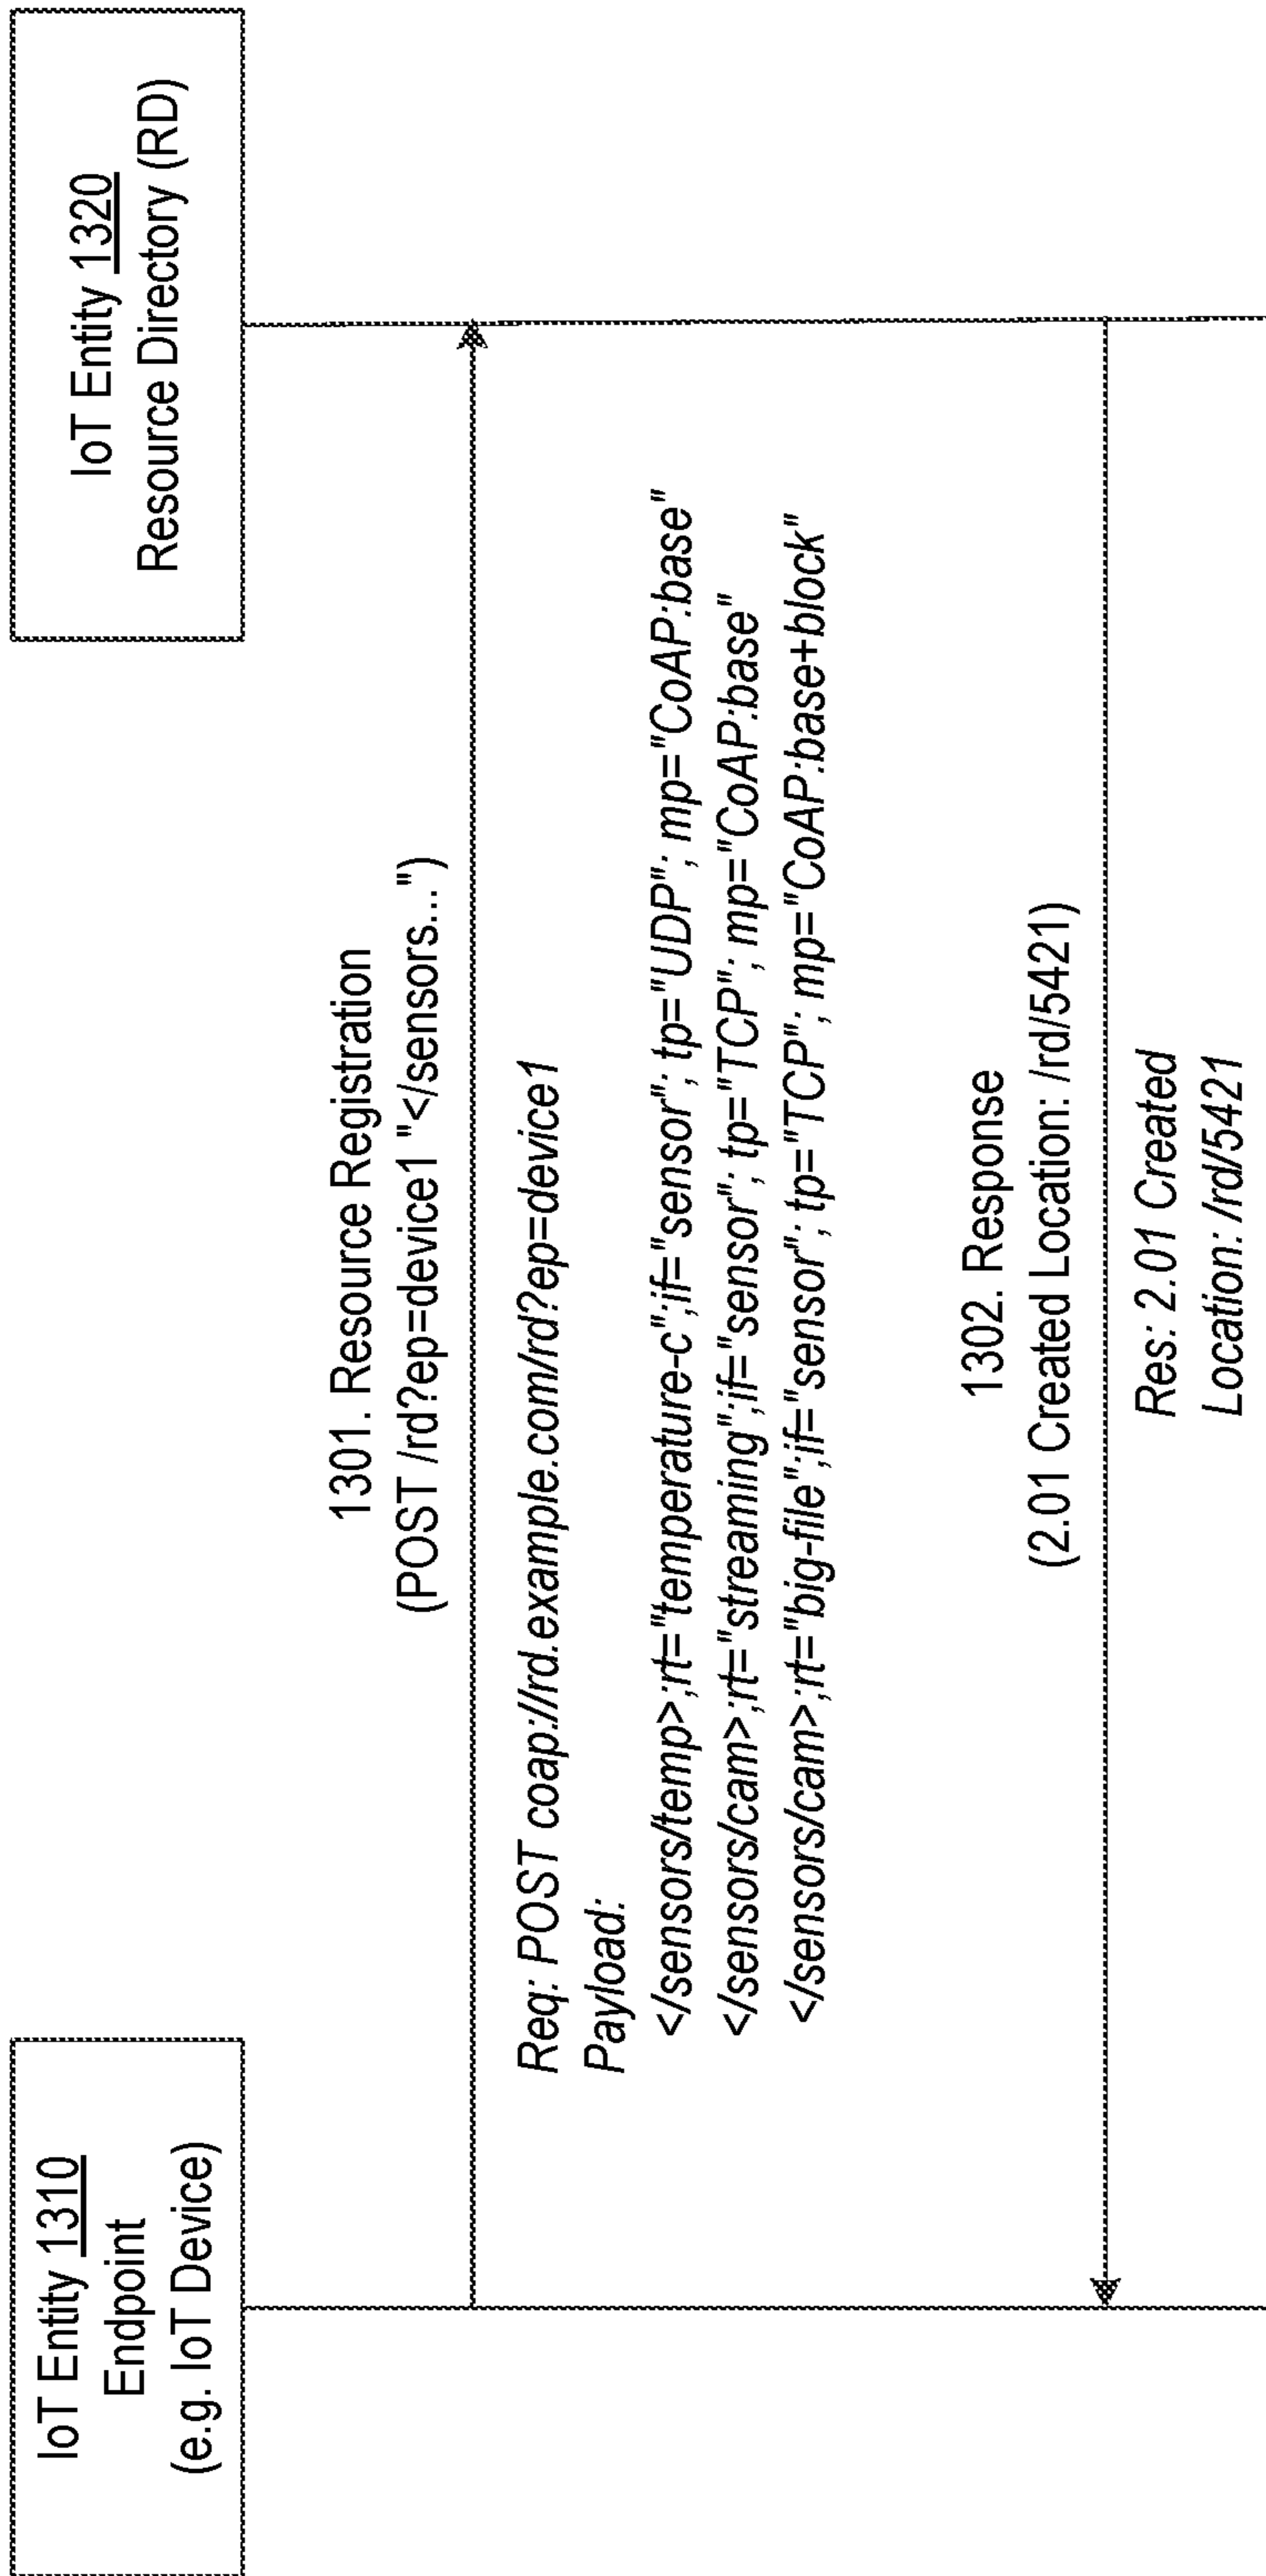 IoT Entity 1310
Endpoint
(e.g. IoT Device)
IoT Entity 1320
Resource Directory (RD)
1301. Resource Registration
(POST /rd?ep=device1 "</sensors...")
Req: POST coap://rd.example.com/rd?ep=device1
Payload:
</sensors/temp>;rt="temperature-c";if="sensor"; tp="UDP"; mp="CoAP:base"
</sensors/cam>;rt="streaming";if="sensor"; tp="TCP"; mp="CoAP:base"
</sensors/cam>;rt="big-file";if="sensor"; tp="TCP"; mp="CoAP:base+block"
1302. Response
(2.01 Created Location: /rd/5421)
Res: 2.01 Created
Location: /rd/5421